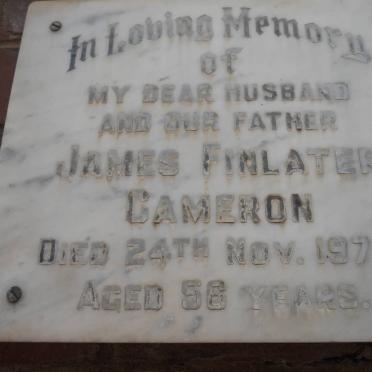 In Loving Memory
of
MY DEAR HUSBAND
AND OUR FATHER
JAMES FINLATER
CAMERON
DIED 24TH NOV. 197
AGED 56 YEARS.